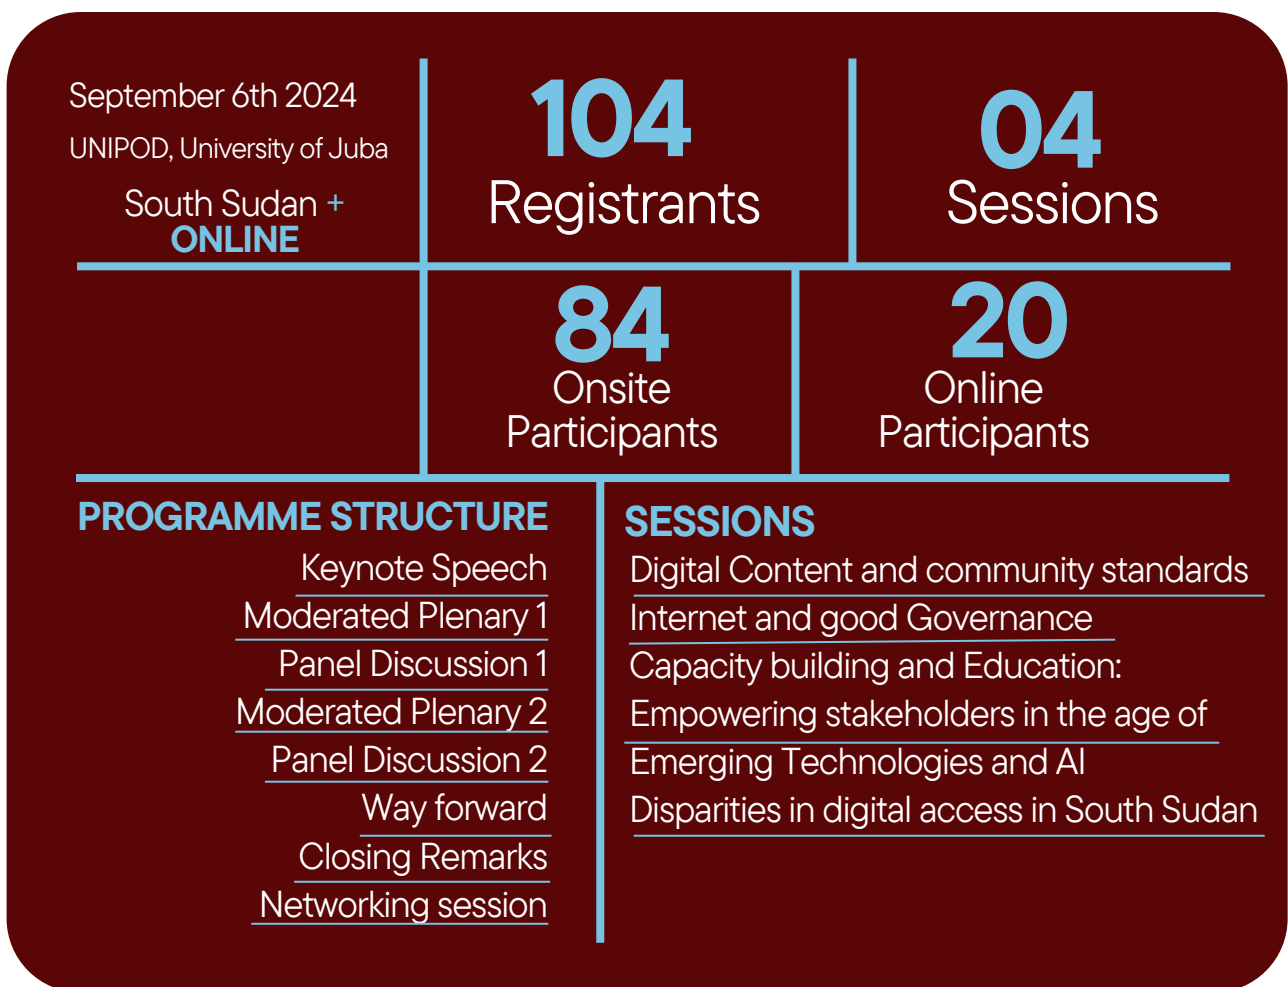 September 6th 2024
UNIPOD, University of Juba
South Sudan +
ONLINE
104
Registrants
04
Sessions
84
Onsite
Participants
20
Online
Participants
PROGRAMME STRUCTURE
Keynote Speech
Moderated Plenary 1
Panel Discussion 1
Moderated Plenary 2
Panel Discussion 2
Way forward
Closing Remarks
Networking session
SESSIONS
Digital Content and community standards
Internet and good Governance
Capacity building and Education:
Empowering stakeholders in the age of
Emerging Technologies and AI
Disparities in digital access in South Sudan